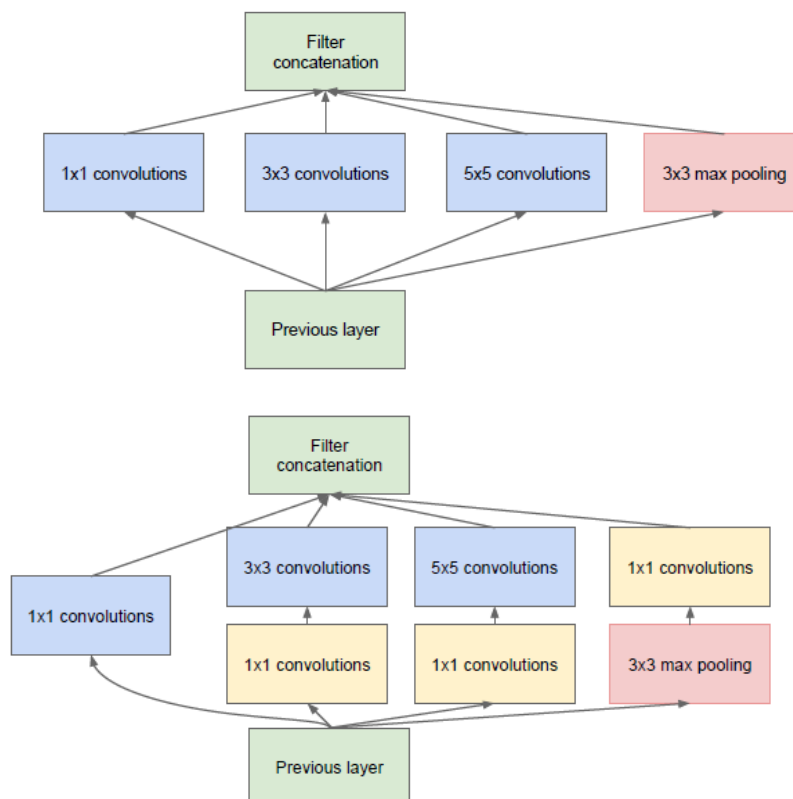 Filter
concatenation
1x1 convolutions
3x3 convolutions
5x5 convolutions
3x3 max pooling
Previous layer
Filter
concatenation
3x3 convolutions
5x5 convolutions
1x1 convolutions
1x1 convolutions
1x1 convolutions
1x1 convolutions
3x3 max pooling
Previous layer